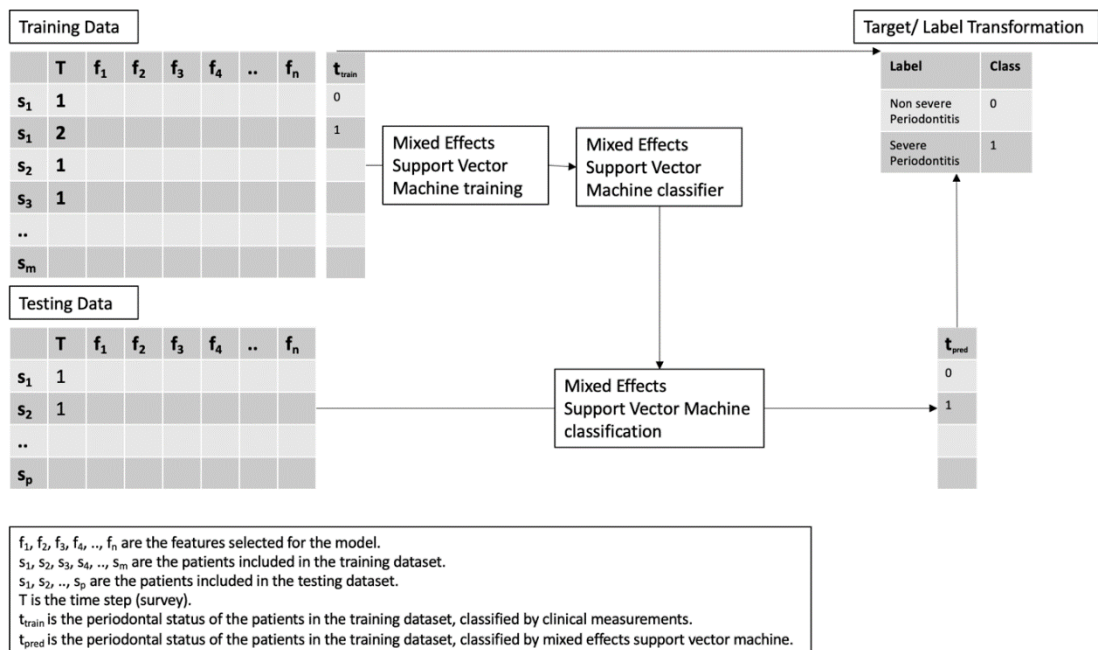 Training Data
Target/ Label Transformation
T f₁ f₂ f₃ f₄ .. fₙ tₜᵣₐᵢₙ
s₁ 1 0
s₁ 2 1
s₂ 1
s₃ 1
..
sₘ
Mixed Effects
Support Vector
Machine training
Mixed Effects
Support Vector
Machine classifier
Label Class
Non severe
Periodontitis 0
Severe
Periodontitis 1
Testing Data
T f₁ f₂ f₃ f₄ .. fₙ
s₁ 1
s₂ 1
..
sₚ
Mixed Effects
Support Vector Machine
classification
t_pred
0
1
f₁, f₂, f₃, f₄, .., fₙ are the features selected for the model.
s₁, s₂, s₃, s₄, .., sₘ are the patients included in the training dataset.
s₁, s₂, .., sₚ are the patients included in the testing dataset.
T is the time step (survey).
tₜᵣₐᵢₙ is the periodontal status of the patients in the training dataset, classified by clinical measurements.
t_pred is the periodontal status of the patients in the training dataset, classified by mixed effects support vector machine.